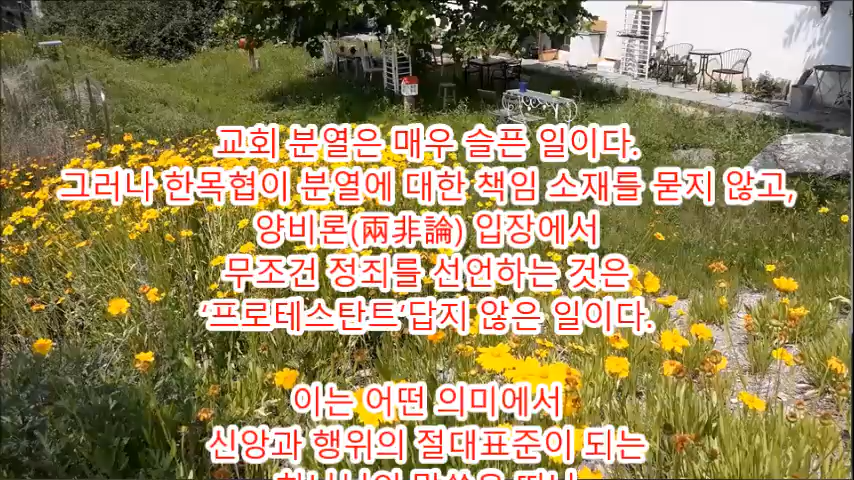 교회 분열은 매우 슬픈 일이다.
그러나 한목협이 분열에 대한 책임 소재를 묻지 않고,
양비론(兩非論) 입장에서
무조건 정죄를 선언하는 것은
‘프로테스탄트‘답지 않은 일이다.
이는 어떤 의미에서
신앙과 행위의 절대표준이 되는